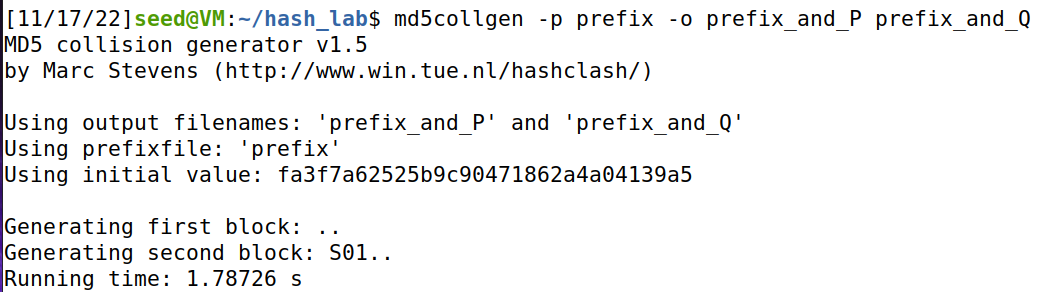 [11/17/22]seed@VM:~/hash_lab$ md5collgen -p prefix -o prefix_and_P prefix_and_Q
MD5 collision generator v1.5
by Marc Stevens (http://www.win.tue.nl/hashclash/)
Using output filenames: 'prefix_and_P' and 'prefix_and_Q'
Using prefixfile: 'prefix'
Using initial value: fa3f7a62525b9c90471862a4a04139a5
Generating first block: ..
Generating second block: S01..
Running time: 1.78726 s